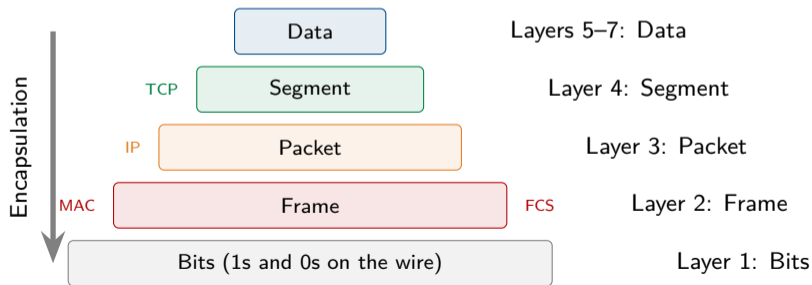 Data Layers 5–7: Data
TCP Segment Layer 4: Segment
IP Packet Layer 3: Packet
MAC Frame FCS Layer 2: Frame
Bits (1s and 0s on the wire) Layer 1: Bits
Encapsulation